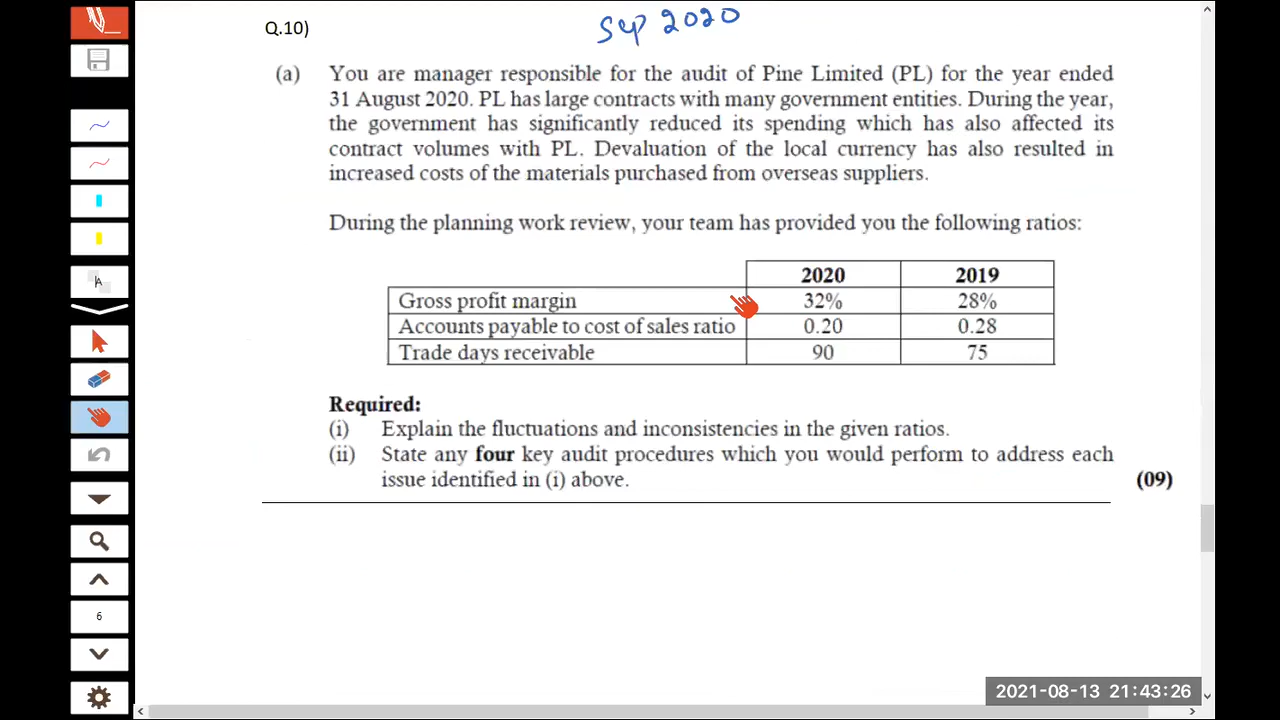 Sep 2020
Q.10)
(a) You are manager responsible for the audit of Pine Limited (PL) for the year ended
31 August 2020. PL has large contracts with many government entities. During the year,
the government has significantly reduced its spending which has also affected its
contract volumes with PL. Devaluation of the local currency has also resulted in
increased costs of the materials purchased from overseas suppliers.
During the planning work review, your team has provided you the following ratios:
2020 2019
Gross profit margin 32% 28%
Accounts payable to cost of sales ratio 0.20 0.28
Trade days receivable 90 75
Required:
(i) Explain the fluctuations and inconsistencies in the given ratios.
(ii) State any four key audit procedures which you would perform to address each
issue identified in (i) above. (09)
A
6
2021-08-13 21:43:26